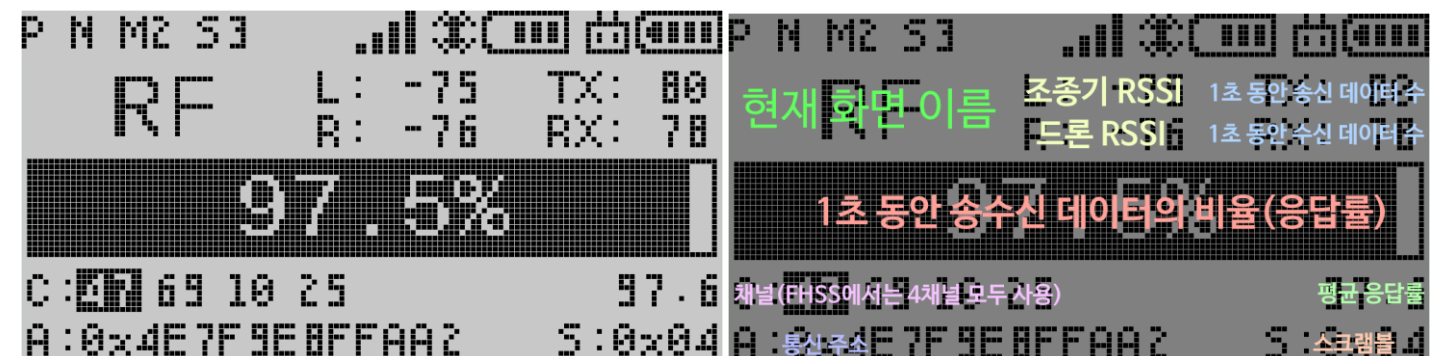 P N M2 S3
RF
L: -75 TX: 80
R: -76 RX: 78
97.5%
C:47 69 10 25 97.6
A:0x4E7F9E8FFAA2 S:0x04
P N M2 S3
현재 화면 이름
조종기 RSSI 1초 동안 송신 데이터 수
드론 RSSI 1초 동안 수신 데이터 수
1초 동안 송수신 데이터의 비율(응답률)
채널(FHSS에서는 4채널 모두 사용) 평균 응답률
통신 주소 스크램블